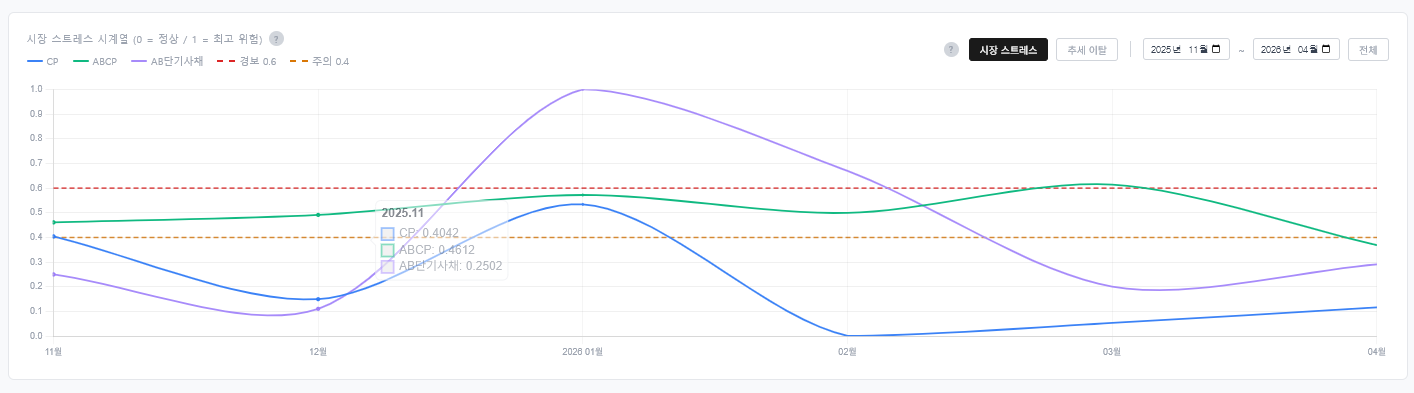 시장 스트레스 시계열 (0 = 정상 / 1 = 최고 위험) ?
? 시장 스트레스 추세 이탈 2025년 11월 ~ 2026년 04월 전체
CP ABCP AB단기사채 경보 0.6 주의 0.4
1.0
0.9
0.8
0.7
0.6
0.5
0.4
0.3
0.2
0.1
0.0
2025.11
CP: 0.4042
ABCP: 0.4612
AB단기사채: 0.2502
11월 12월 2026.01월 02월 03월 04월